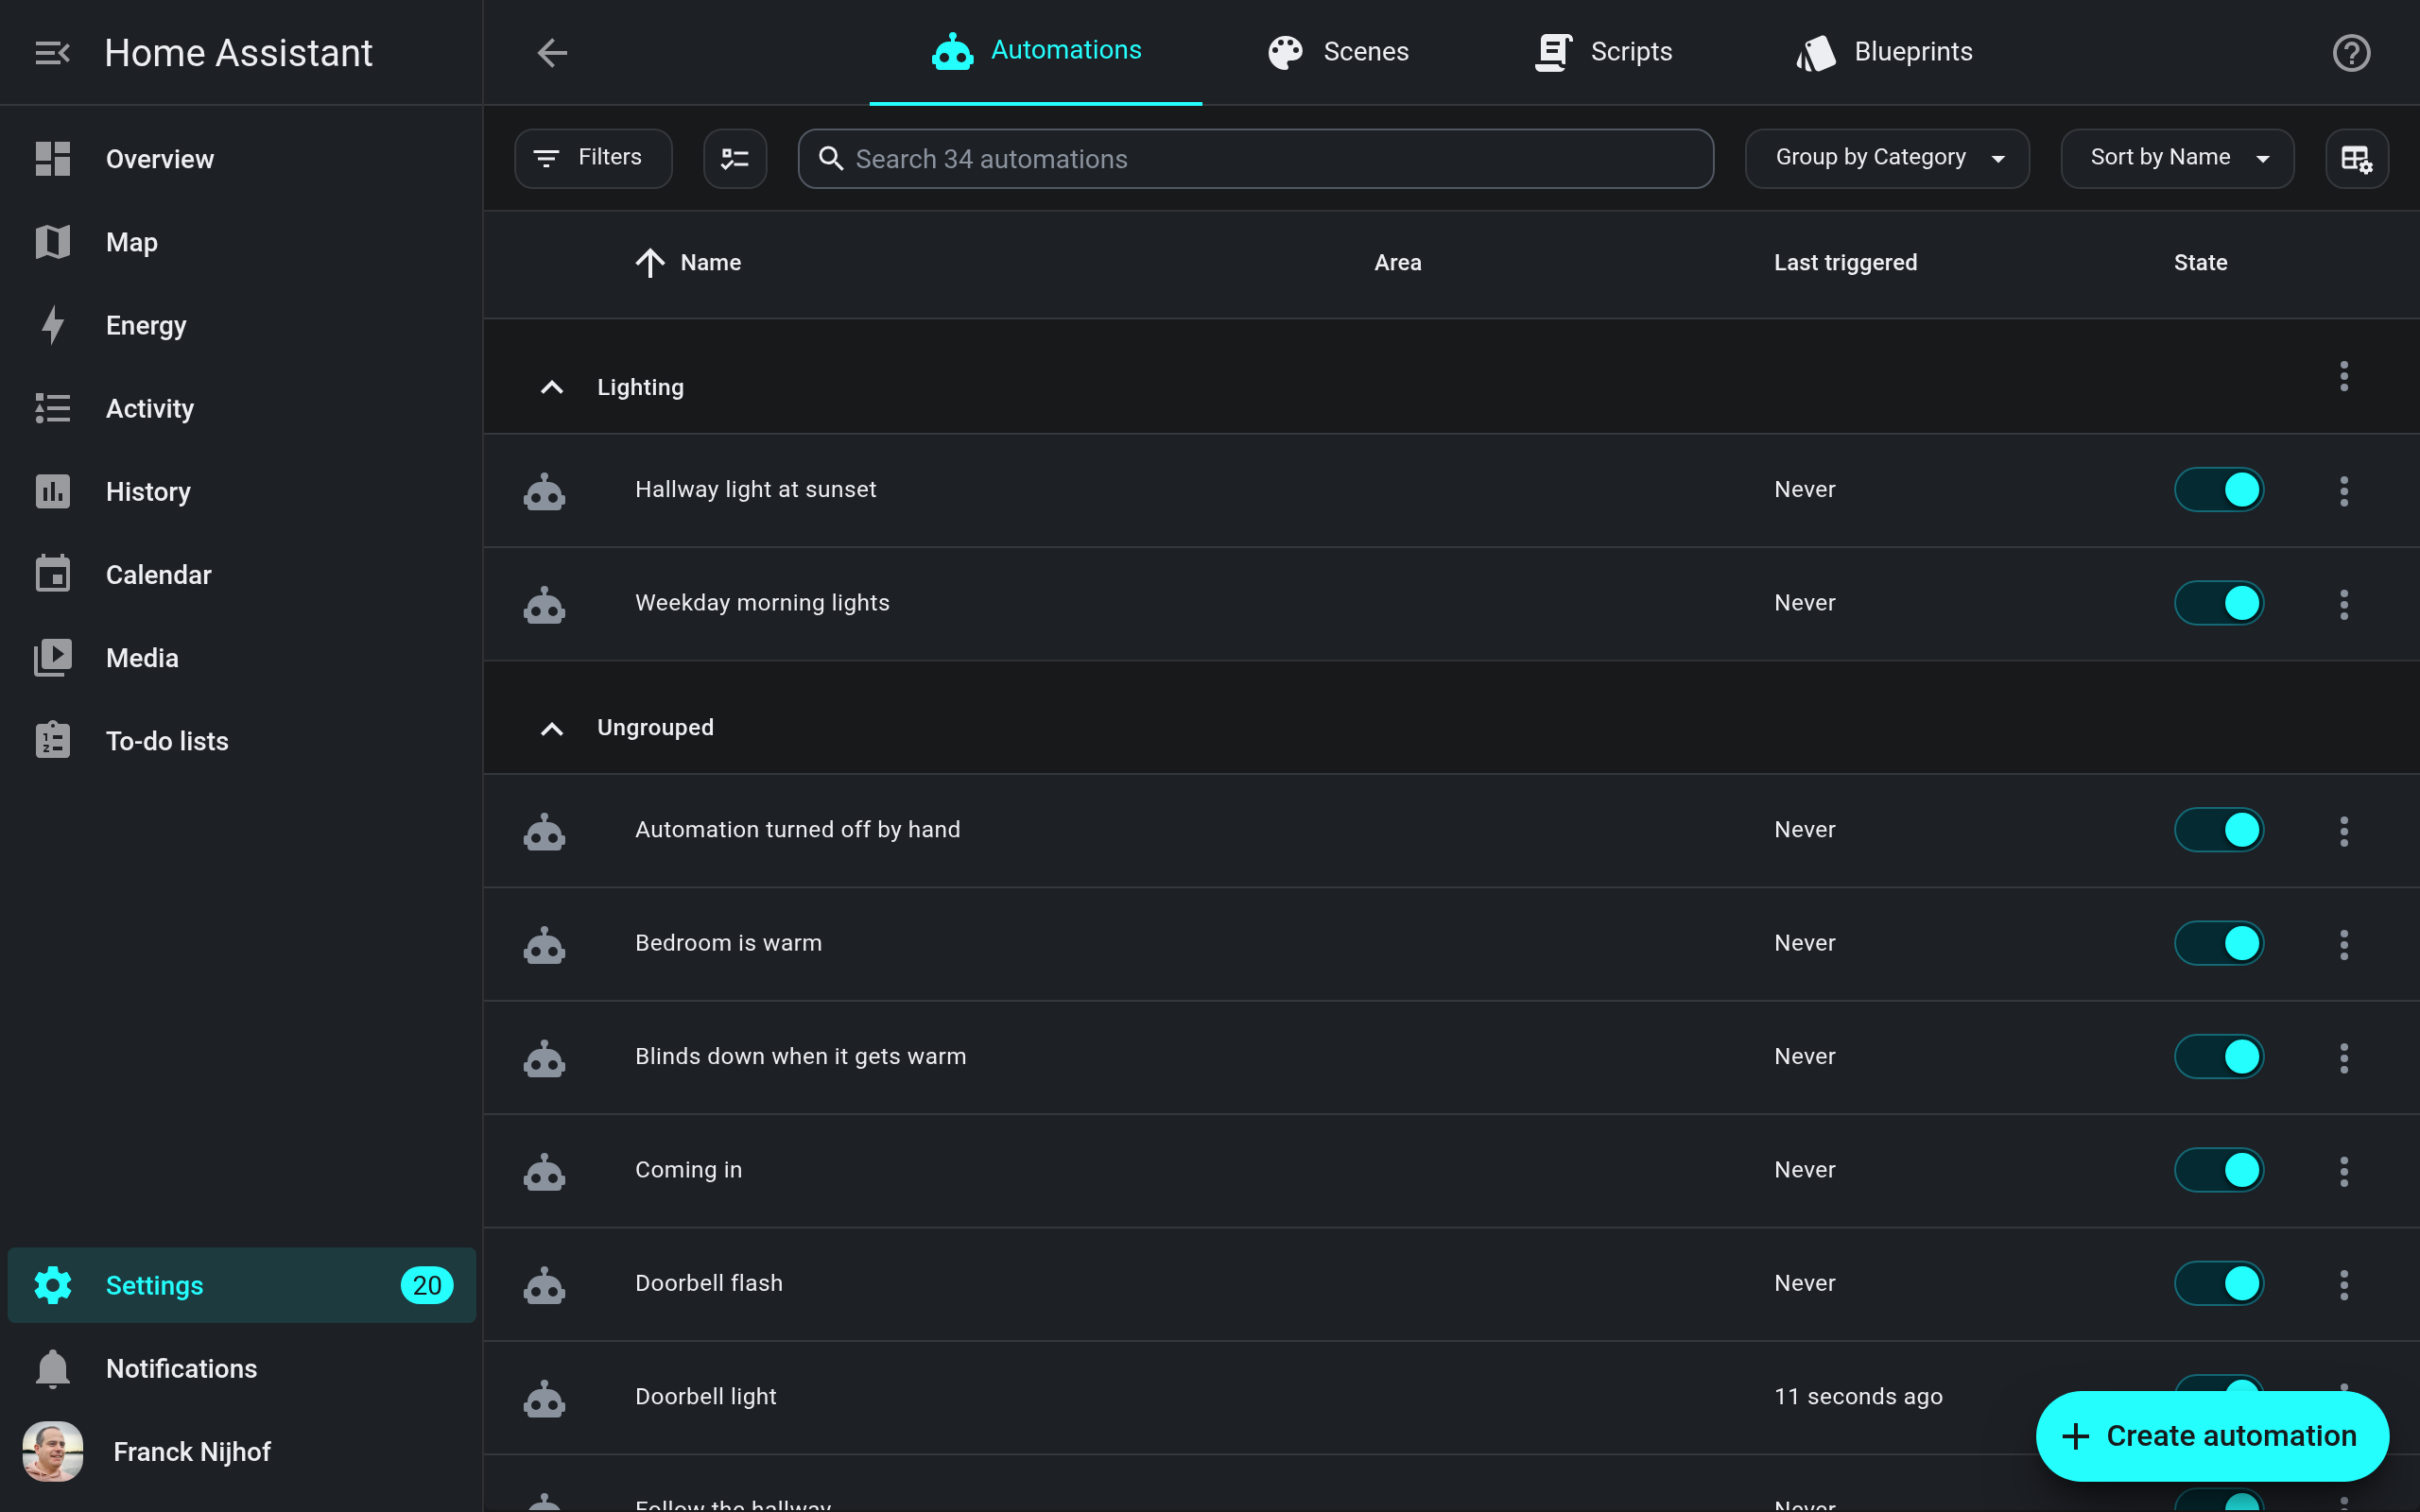 Home Assistant
Automations
Scenes
Scripts
Blueprints
Overview
Map
Energy
Activity
History
Calendar
Media
To-do lists
Settings
20
Notifications
Franck Nijhof
Filters
Search 34 automations
Group by Category
Sort by Name
Name
Area
Last triggered
State
Lighting
Hallway light at sunset
Never
Weekday morning lights
Never
Ungrouped
Automation turned off by hand
Never
Bedroom is warm
Never
Blinds down when it gets warm
Never
Coming in
Never
Doorbell flash
Never
Doorbell light
11 seconds ago
Create automation
Follow the hallway
Never